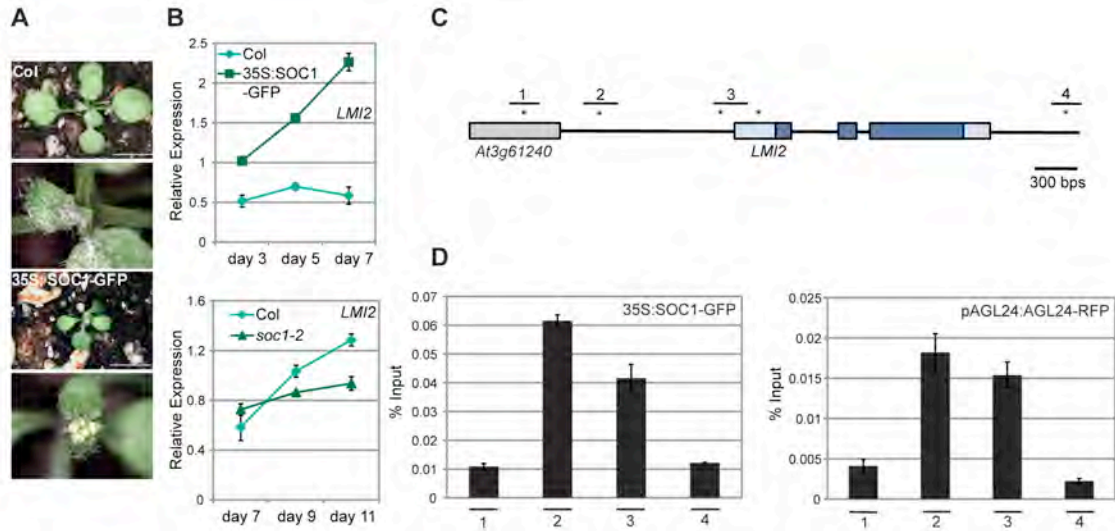 A
Col
35S: SOC1-GFP
B
2.5
2
1.5
1
0.5
0
Relative Expression
Col
35S:SOC1
-GFP
LMI2
day 3 day 5 day 7
1.6
1.2
0.8
0.4
0
Relative Expression
Col
soc1-2
LMI2
day 7 day 9 day 11
C
1 2 3 4
* * * * *
At3g61240 LMI2
300 bps
D
0.07
0.06
0.05
0.04
0.03
0.02
0.01
0
% Input
35S:SOC1-GFP
1 2 3 4
0.025
0.02
0.015
0.01
0.005
0
% Input
pAGL24:AGL24-RFP
1 2 3 4